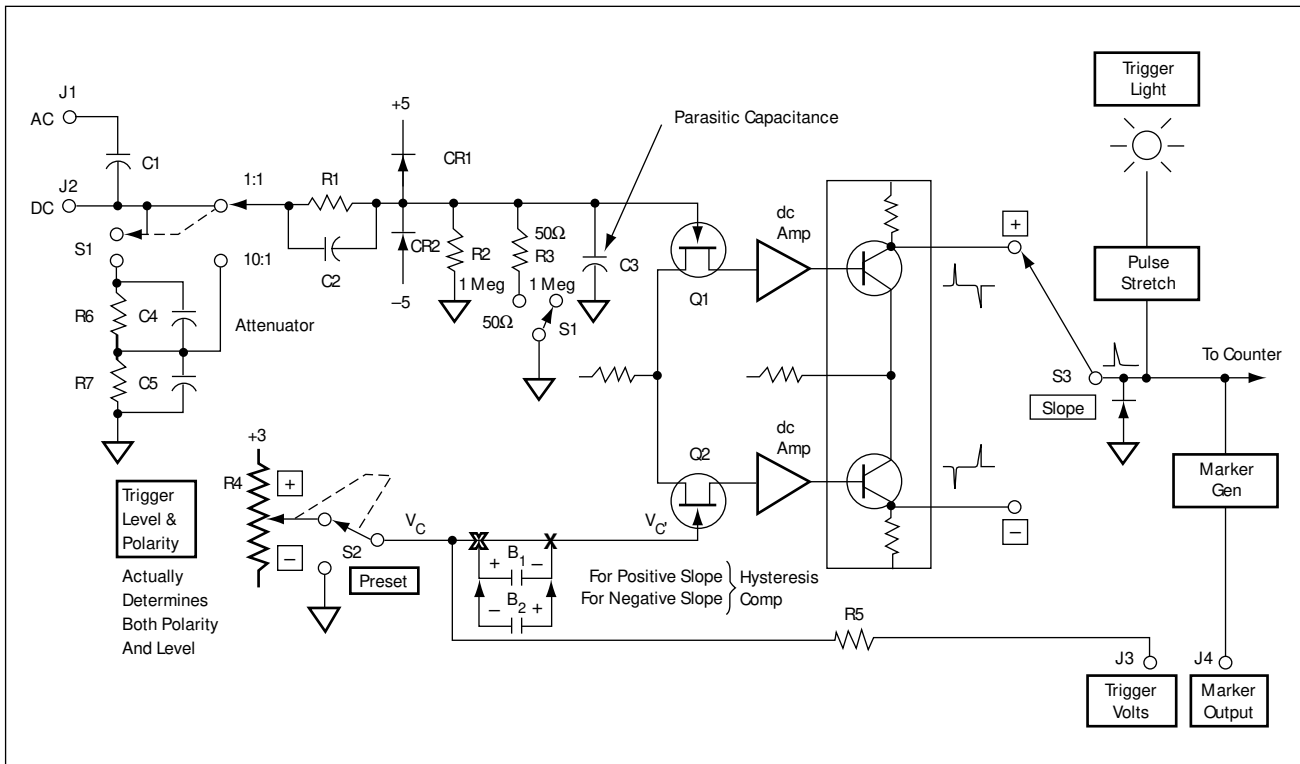 J1
AC
C1
J2
DC
S1
1:1
10:1
R6
C4
R7
C5
Attenuator
R1
C2
+5
CR1
CR2
–5
R2
1 Meg
50Ω
R3
50Ω
1 Meg
S1
C3
Parasitic Capacitance
Q1
dc
Amp
Q2
dc
Amp
+
–
S3
Slope
Trigger
Light
Pulse
Stretch
To Counter
Marker
Gen
+3
R4
+
–
Trigger
Level &
Polarity
Actually
Determines
Both Polarity
And Level
S2
Preset
VC
VC'
+ B1 –
– B2 +
For Positive Slope
For Negative Slope
Hysteresis
Comp
R5
J3
Trigger
Volts
J4
Marker
Output